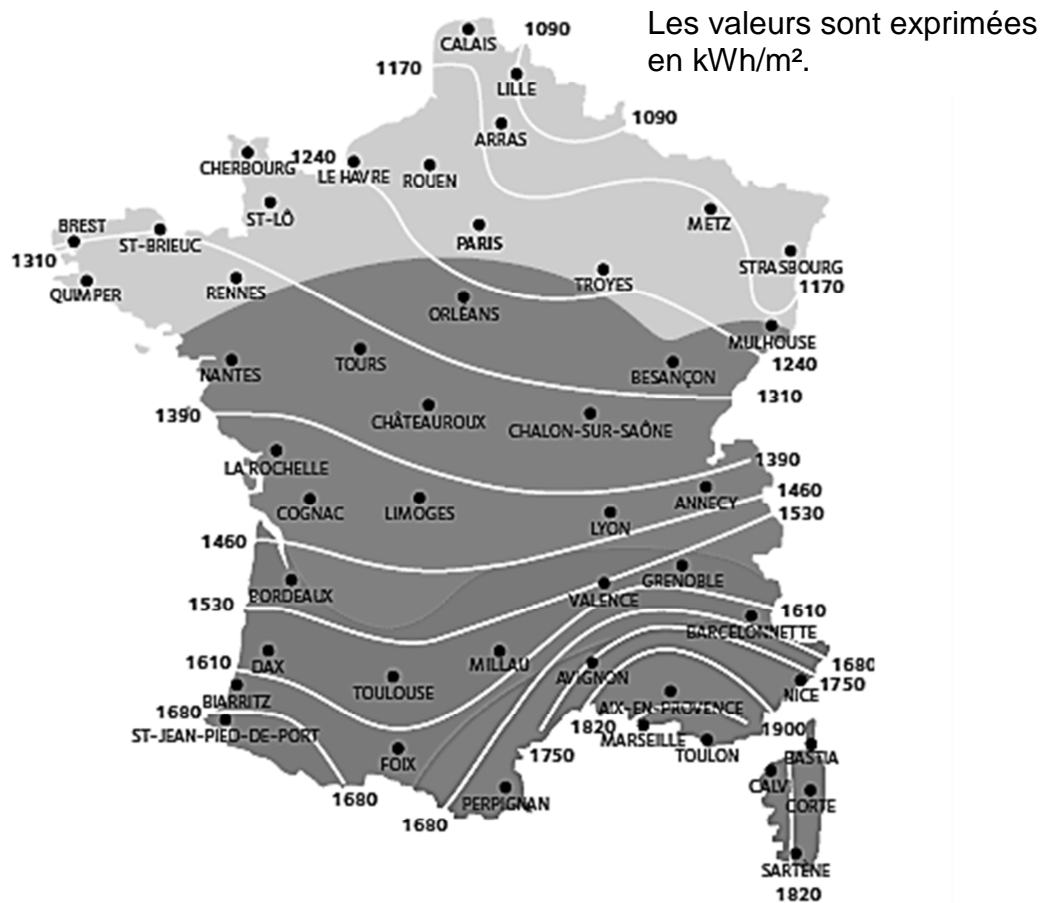 Les valeurs sont exprimées
en kWh/m².
1090
CALAIS
1170
LILLE
1090
ARRAS
CHERBOURG
1240
LE HAVRE
ROUEN
ST-LÔ
METZ
BREST
ST-BRIEUC
PARIS
1310
STRASBOURG
QUIMPER
RENNES
TROYES
1170
ORLÉANS
MULHOUSE
NANTES
TOURS
BESANÇON
1240
1310
1390
CHÂTEAUROUX
CHALON-SUR-SAÔNE
LA ROCHELLE
1390
1460
ANNECY
COGNAC
LIMOGES
1530
LYON
1460
GRENOBLE
BORDEAUX
VALENCE
1530
1610
BARCELONNETTE
1610
DAX
MILLAU
1680
AVIGNON
TOULOUSE
1750
NICE
BIARRITZ
AIX-EN-PROVENCE
1680
ST-JEAN-PIED-DE-PORT
1820
MARSEILLE
1900
1750
TOULON
BASTIA
FOIX
CALVI
1680
PERPIGNAN
CORTE
1680
SARTÈNE
1820